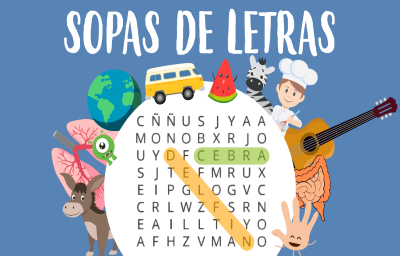 SOPAS DE LETRAS
C Ñ Ñ U S J Y A A
M O N O B X R J O
U Y D F C E B R A
S J T E F M R U X
E I P G L O G V C
C R L W Z F S R N
E A I L L T I Y O
A F H Z V M A N O